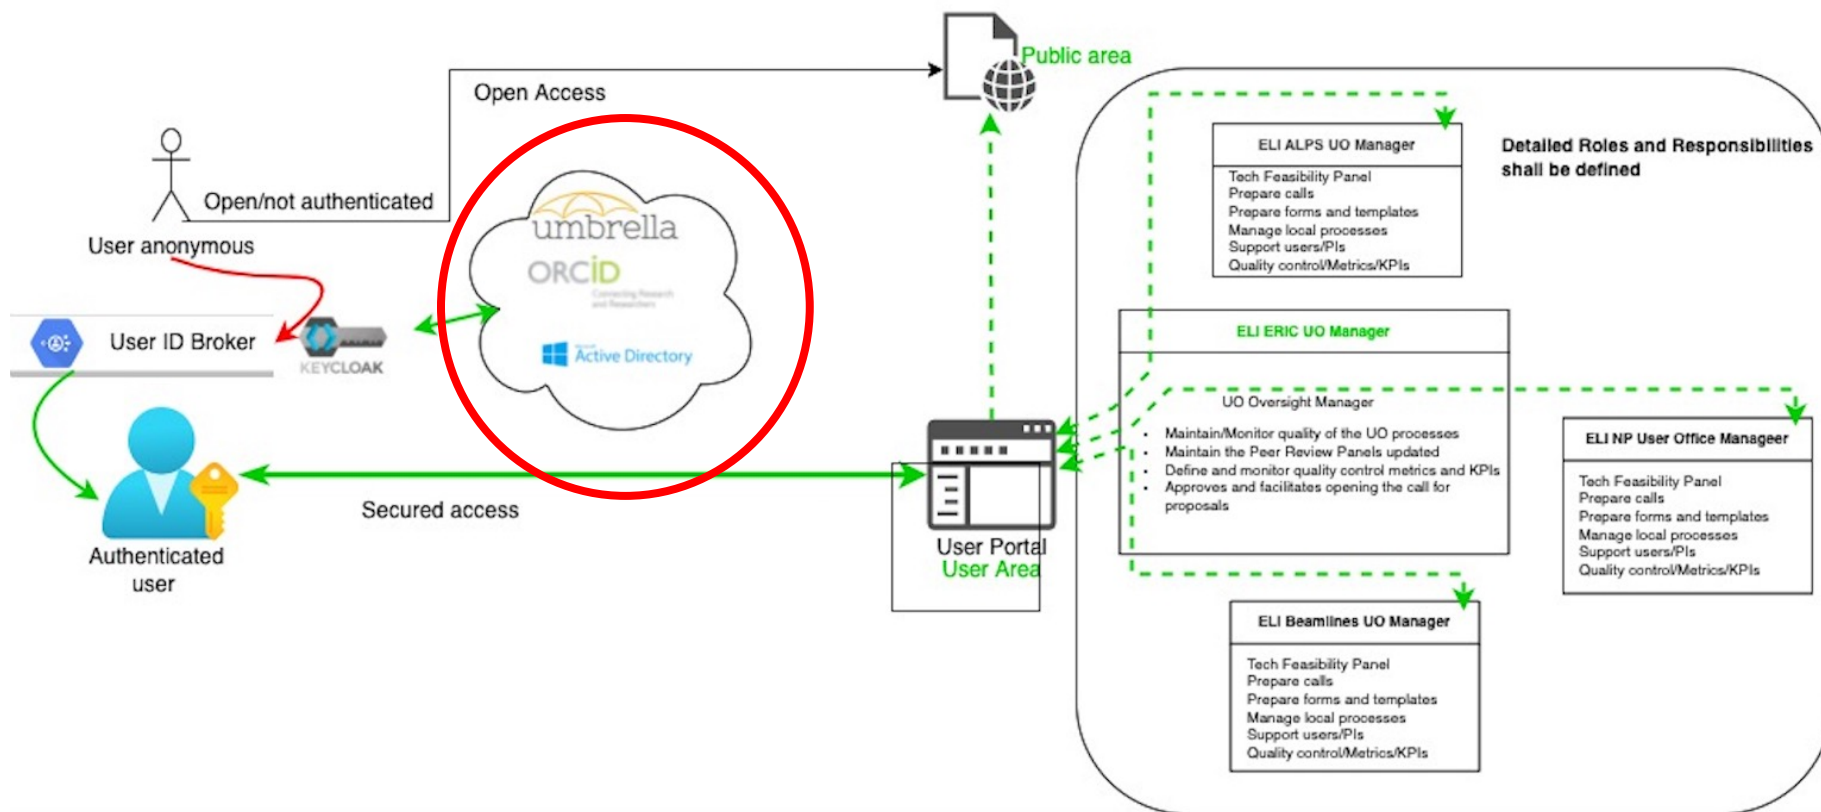 Public area
Open Access
Open/not authenticated
User anonymous
umbrella
ORCiD
Connecting Research
and Researchers
Microsoft
Active Directory
User ID Broker
KEYCLOAK
Secured access
Authenticated
user
User Portal
User Area
Detailed Roles and Responsibilities
shall be defined
ELI ALPS UO Manager
Tech Feasibility Panel
Prepare calls
Prepare forms and templates
Manage local processes
Support users/PIs
Quality control/Metrics/KPIs
ELI ERIC UO Manager
UO Oversight Manager
• Maintain/Monitor quality of the UO processes
• Maintain the Peer Review Panels updated
• Define and monitor quality control metrics and KPIs
• Approves and facilitates opening the call for
proposals
ELI NP User Office Manageer
Tech Feasibility Panel
Prepare calls
Prepare forms and templates
Manage local processes
Support users/PIs
Quality control/Metrics/KPIs
ELI Beamlines UO Manager
Tech Feasibility Panel
Prepare calls
Prepare forms and templates
Manage local processes
Support users/PIs
Quality control/Metrics/KPIs